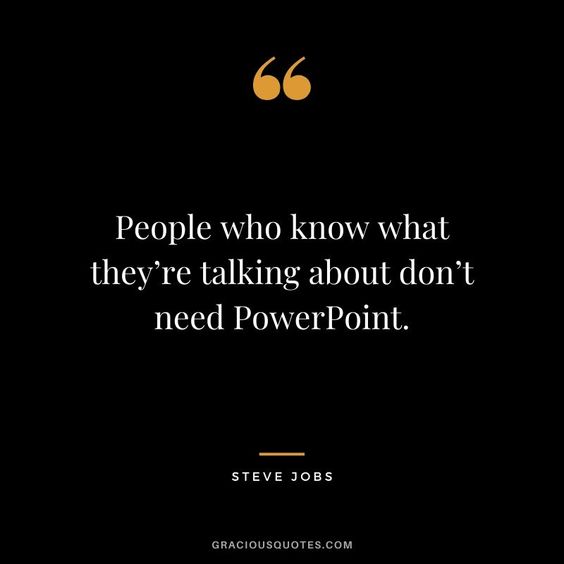 People who know what
they’re talking about don’t
need PowerPoint.
STEVE JOBS
GRACIOUSQUOTES.COM